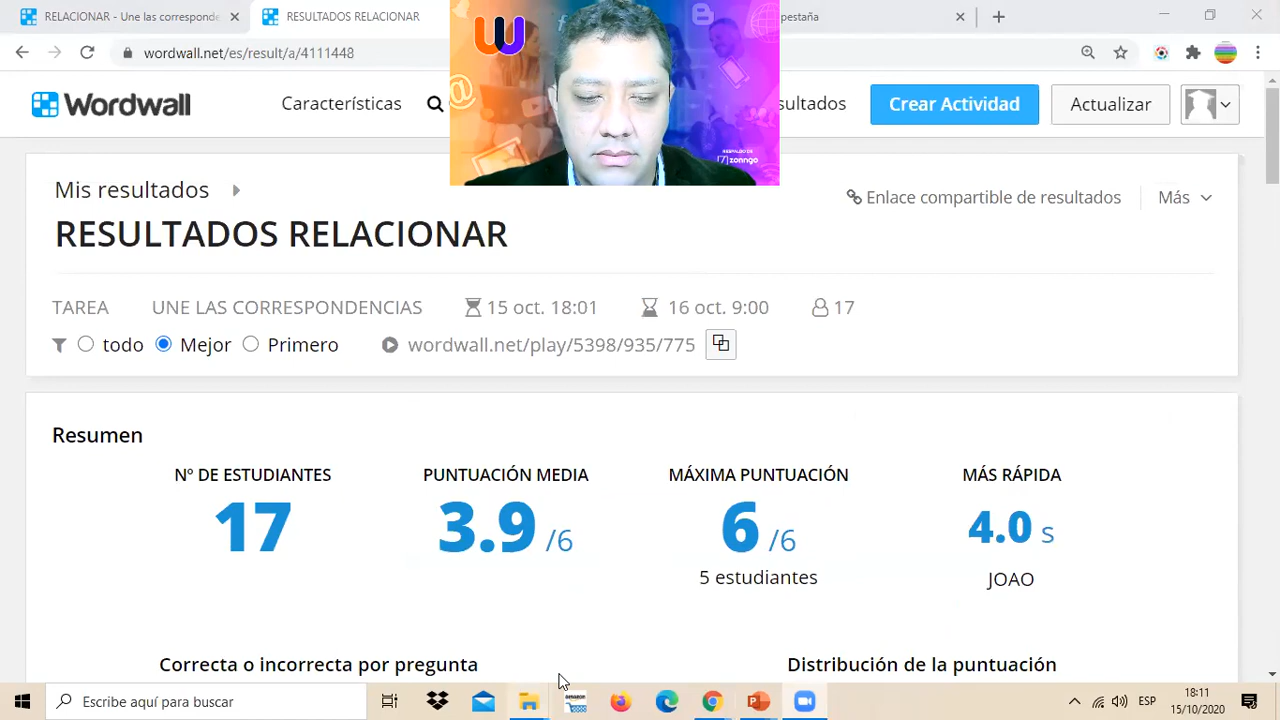 RELACIONAR - Une las corresponde
RESULTADOS RELACIONAR
pestaña
wordwall.net/es/result/a/4111448
Wordwall
Características
sultados
Crear Actividad
Actualizar
RESPALDO DE
zonngo
Mis resultados
Enlace compartible de resultados
Más
RESULTADOS RELACIONAR
TAREA
UNE LAS CORRESPONDENCIAS
15 oct. 18:01
16 oct. 9:00
17
todo
Mejor
Primero
wordwall.net/play/5398/935/775
Resumen
Nº DE ESTUDIANTES
PUNTUACIÓN MEDIA
MÁXIMA PUNTUACIÓN
MÁS RÁPIDA
17
3.9 /6
6 /6
4.0 s
5 estudiantes
JOAO
Correcta o incorrecta por pregunta
Distribución de la puntuación
Escribe aquí para buscar
ESP
18:11
15/10/2020